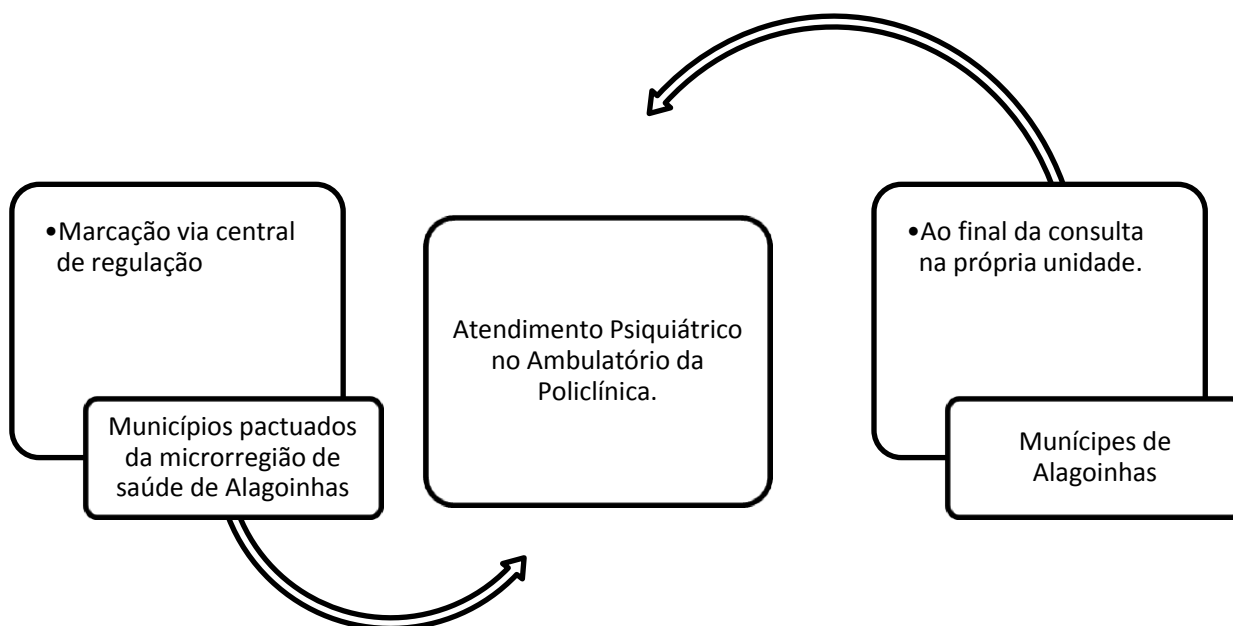 •Marcação via central
de regulação
Municípios pactuados
da microrregião de
saúde de Alagoinhas
Atendimento Psiquiátrico
no Ambulatório da
Policlínica.
•Ao final da consulta
na própria unidade.
Munícipes de
Alagoinhas